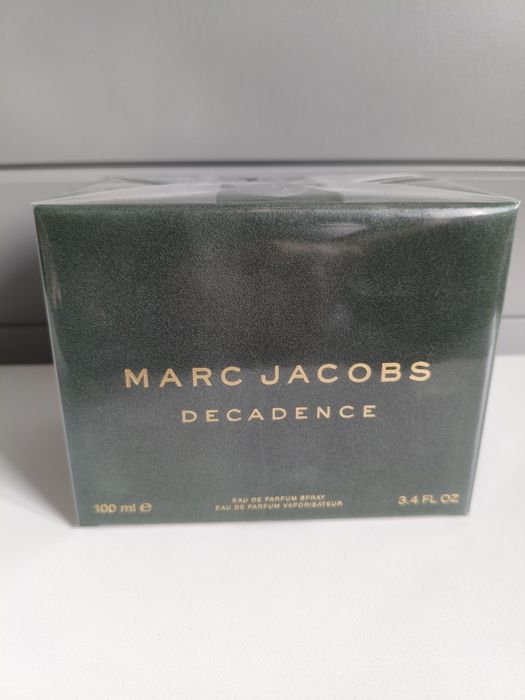 MARC JACOBS
DECADENCE
EAU DE PARFUM SPRAY
EAU DE PARFUM VAPORISATEUR
100 ml ℮
3.4 FL OZ